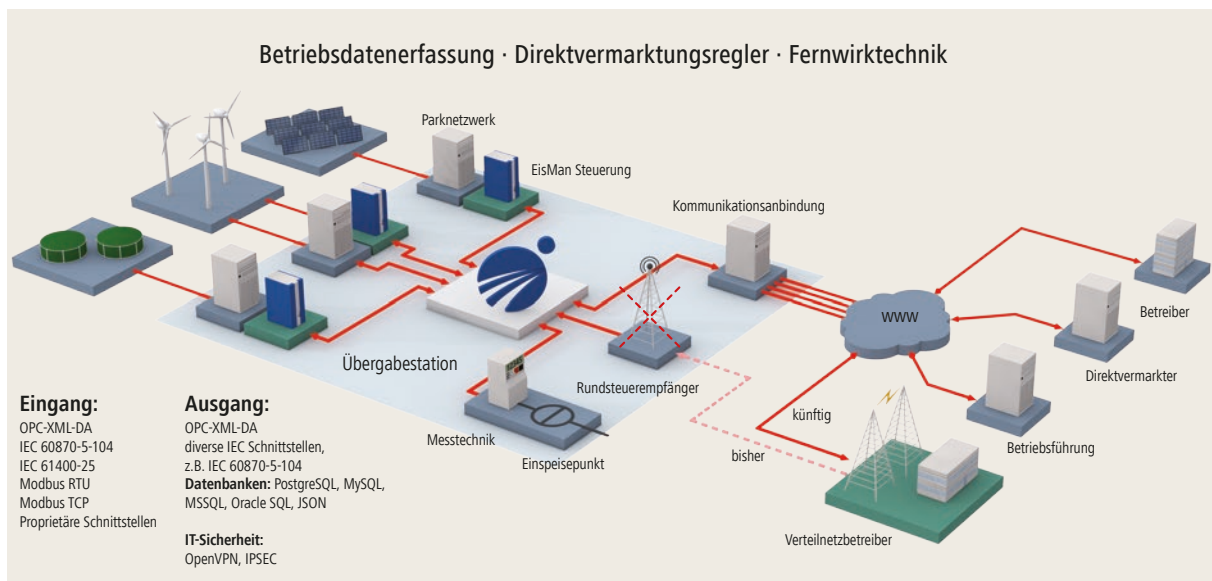 Betriebsdatenerfassung · Direktvermarktungsregler · Fernwirktechnik
Parknetzwerk
EisMan Steuerung
Kommunikationsanbindung
WWW
Betreiber
Direktvermarkter
Betriebsführung
Übergabestation
Rundsteuerempfänger
Messtechnik
Einspeisepunkt
künftig
bisher
Verteilnetzbetreiber
Eingang:
OPC-XML-DA
IEC 60870-5-104
IEC 61400-25
Modbus RTU
Modbus TCP
Proprietäre Schnittstellen
Ausgang:
OPC-XML-DA
diverse IEC Schnittstellen,
z.B. IEC 60870-5-104
Datenbanken: PostgreSQL, MySQL,
MSSQL, Oracle SQL, JSON
IT-Sicherheit:
OpenVPN, IPSEC